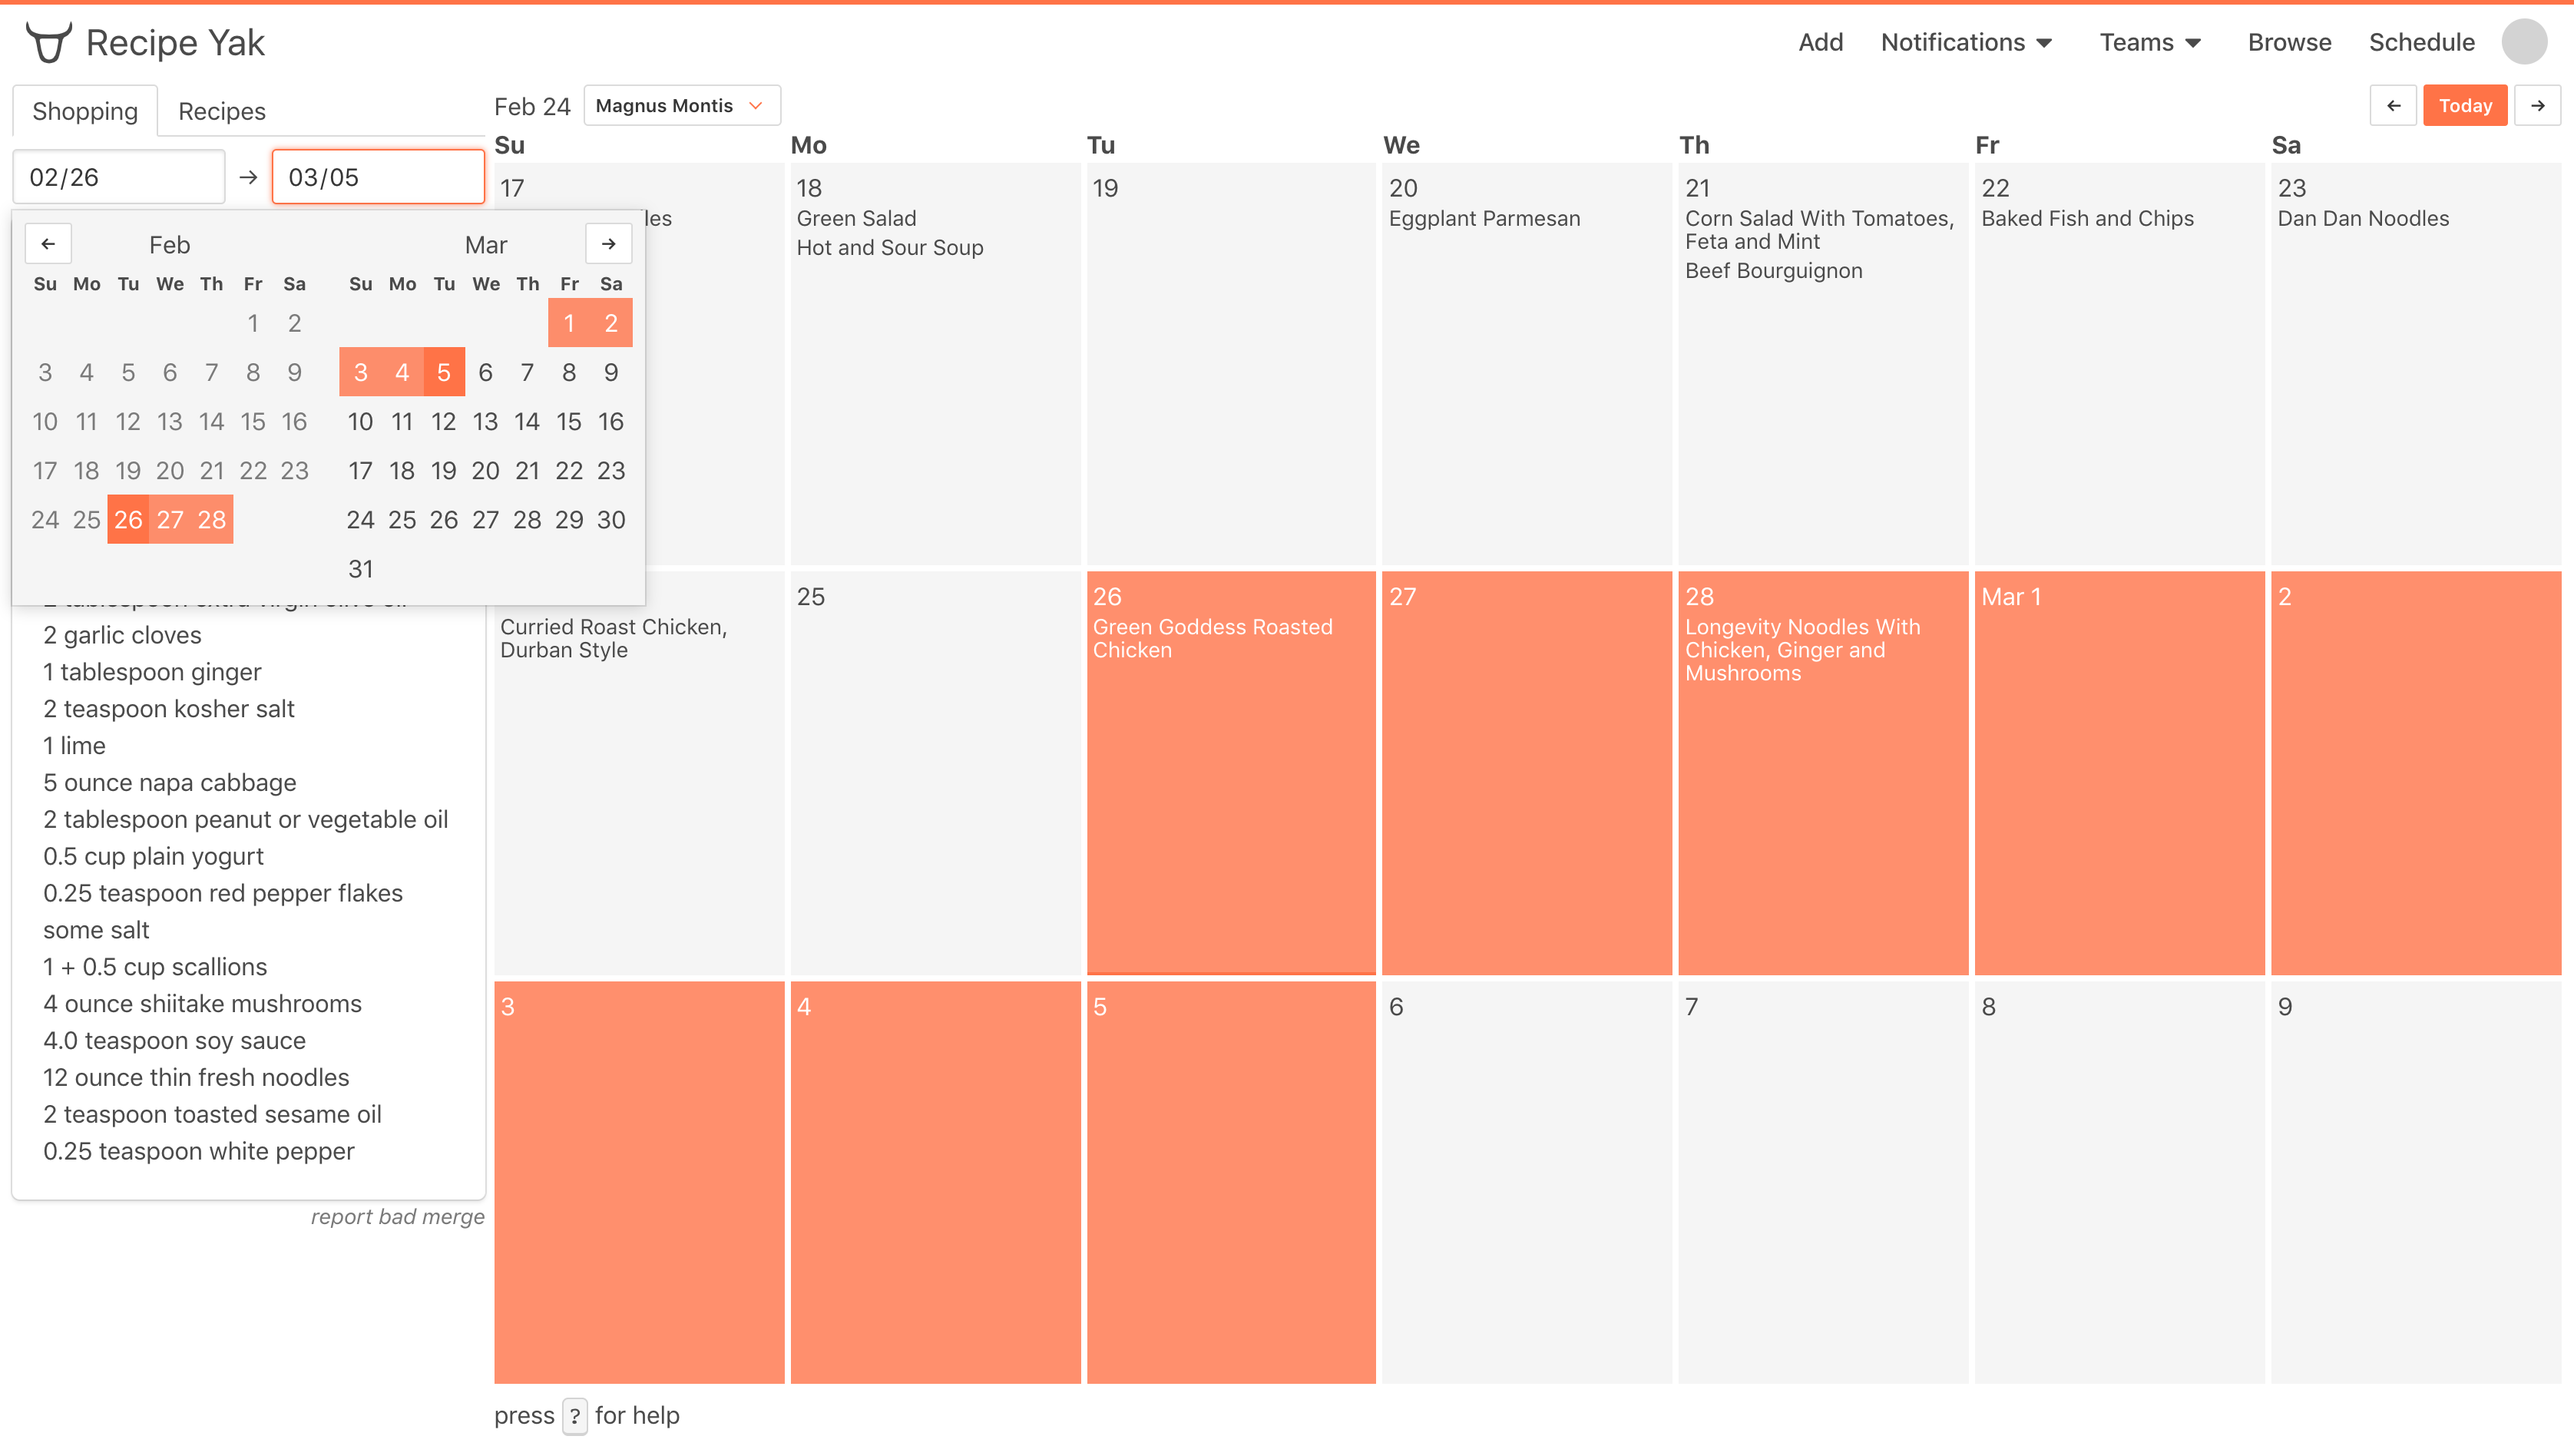 Recipe Yak
Add Notifications Teams Browse Schedule
Shopping Recipes
02/26 → 03/05
← Feb
Su Mo Tu We Th Fr Sa
1 2
3 4 5 6 7 8 9
10 11 12 13 14 15 16
17 18 19 20 21 22 23
24 25 26 27 28
Mar →
Su Mo Tu We Th Fr Sa
1 2
3 4 5 6 7 8 9
10 11 12 13 14 15 16
17 18 19 20 21 22 23
24 25 26 27 28 29 30
31
2 garlic cloves
1 tablespoon ginger
2 teaspoon kosher salt
1 lime
5 ounce napa cabbage
2 tablespoon peanut or vegetable oil
0.5 cup plain yogurt
0.25 teaspoon red pepper flakes
some salt
1 + 0.5 cup scallions
4 ounce shiitake mushrooms
4.0 teaspoon soy sauce
12 ounce thin fresh noodles
2 teaspoon toasted sesame oil
0.25 teaspoon white pepper
report bad merge
Feb 24 Magnus Montis
← Today →
Su Mo Tu We Th Fr Sa
17
18
Green Salad
Hot and Sour Soup
19
20
Eggplant Parmesan
21
Corn Salad With Tomatoes,
Feta and Mint
Beef Bourguignon
22
Baked Fish and Chips
23
Dan Dan Noodles
Curried Roast Chicken,
Durban Style
25
26
Green Goddess Roasted
Chicken
27
28
Longevity Noodles With
Chicken, Ginger and
Mushrooms
Mar 1
2
3
4
5
6
7
8
9
press ? for help